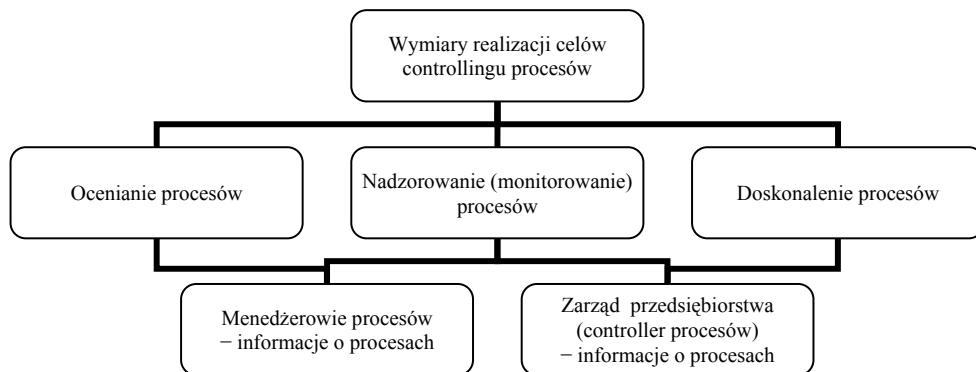 Wymiary realizacji celów
controllingu procesów
Ocenianie procesów
Nadzorowanie (monitorowanie)
procesów
Doskonalenie procesów
Menedżerowie procesów
− informacje o procesach
Zarząd przedsiębiorstwa
(controller procesów)
− informacje o procesach